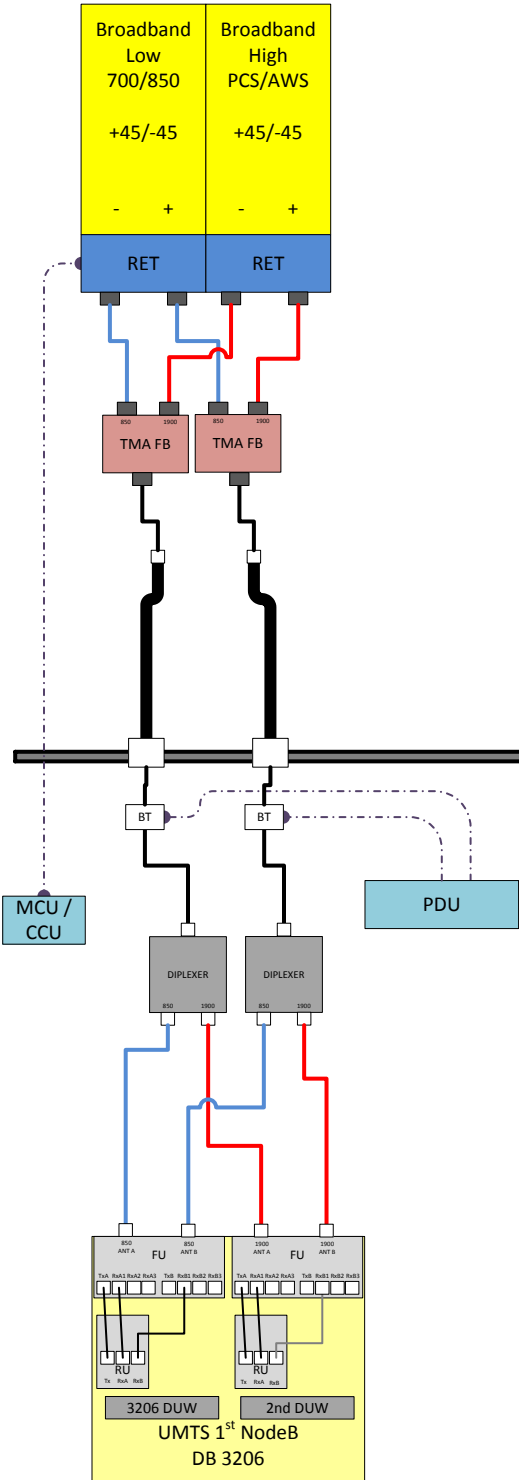 Broadband
Low
700/850
+45/-45
- +
Broadband
High
PCS/AWS
+45/-45
- +
RET
RET
850 1900
TMA FB
850 1900
TMA FB
BT
BT
MCU /
CCU
PDU
DIPLEXER
850 1900
DIPLEXER
850 1900
850
ANT A
850
ANT B
FU
TxA RxA1 RxA2 RxA3 TxB RxB1 RxB2 RxB3
1900
ANT A
1900
ANT B
FU
TxA RxA1 RxA2 RxA3 TxB RxB1 RxB2 RxB3
RU
Tx RxA RxB
RU
Tx RxA RxB
3206 DUW
2nd DUW
UMTS 1st NodeB
DB 3206